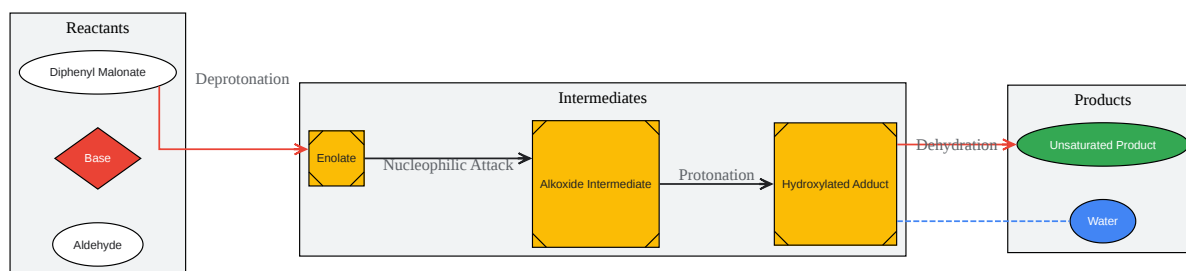 Reactants
Diphenyl Malonate
Base
Aldehyde
Deprotonation
Intermediates
Enolate
Nucleophilic Attack
Alkoxide Intermediate
Protonation
Hydroxylated Adduct
Dehydration
Products
Unsaturated Product
Water